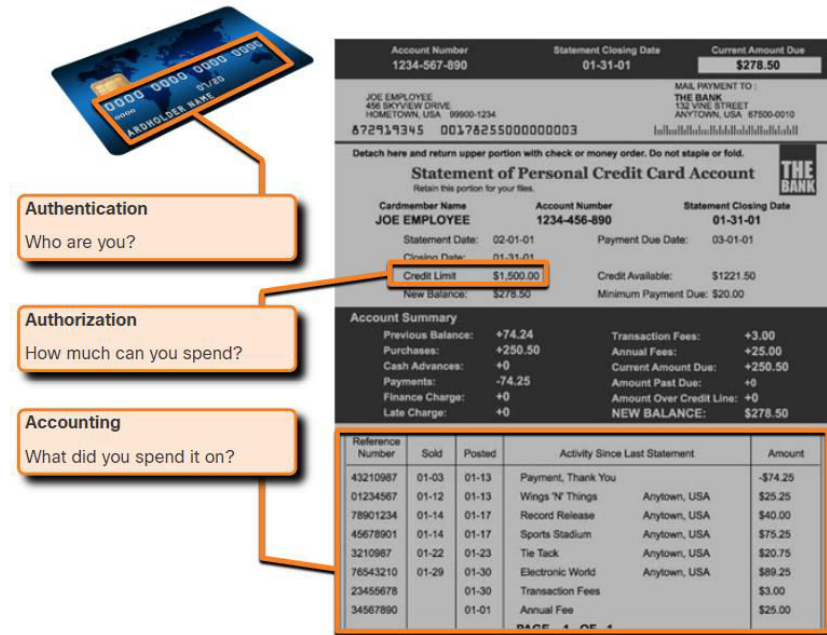 0000 0000 0000 0000
0000
01/20
ARDHOLDER NAME
Authentication
Who are you?
Authorization
How much can you spend?
Accounting
What did you spend it on?
Account Number Statement Closing Date Current Amount Due
1234-567-890 01-31-01 $278.50
JOE EMPLOYEE
456 SKYVIEW DRIVE
HOMETOWN, USA 99900-1234
MAIL PAYMENT TO :
THE BANK
132 VINE STREET
ANYTOWN, USA 67500-0010
872919345 00178255000000003
Detach here and return upper portion with check or money order. Do not staple or fold.
Statement of Personal Credit Card Account
Retain this portion for your files.
THE
BANK
Cardmember Name Account Number Statement Closing Date
JOE EMPLOYEE 1234-456-890 01-31-01
Statement Date: 02-01-01 Payment Due Date: 03-01-01
Closing Date: 01-31-01
Credit Limit $1,500.00 Credit Available: $1221.50
New Balance: $278.50 Minimum Payment Due: $20.00
Account Summary
Previous Balance: +74.24 Transaction Fees: +3.00
Purchases: +250.50 Annual Fees: +25.00
Cash Advances: +0 Current Amount Due: +250.50
Payments: -74.25 Amount Past Due: +0
Finance Charge: +0 Amount Over Credit Line: +0
Late Charge: +0 NEW BALANCE: $278.50
Reference
Number Sold Posted Activity Since Last Statement Amount
43210987 01-03 01-13 Payment, Thank You -$74.25
01234567 01-12 01-13 Wings 'N' Things Anytown, USA $25.25
78901234 01-14 01-17 Record Release Anytown, USA $40.00
45678901 01-14 01-17 Sports Stadium Anytown, USA $75.25
3210987 01-22 01-23 Tie Tack Anytown, USA $20.75
76543210 01-29 01-30 Electronic World Anytown, USA $89.25
23455678 01-30 Transaction Fees $3.00
34567890 01-01 Annual Fee $25.00
PAGE 1 OF 1